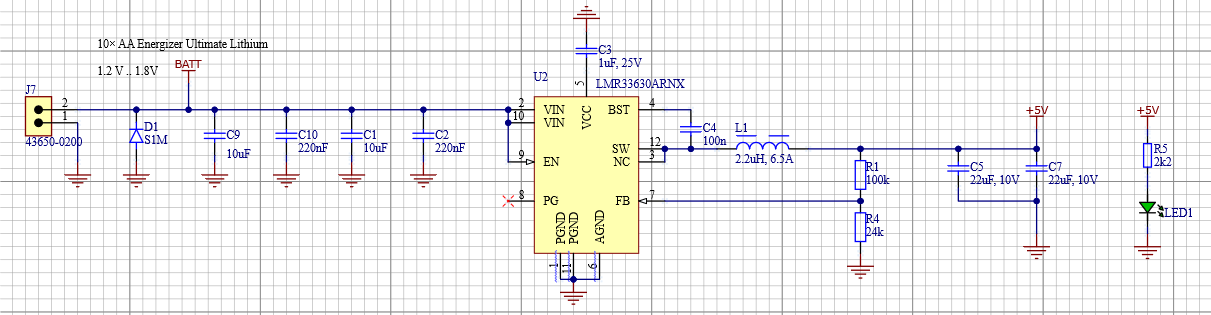 10× AA Energizer Ultimate Lithium
1.2 V .. 1.8V
BATT
J7
2
1
43650-0200
D1
S1M
C9
10uF
C10
220nF
C1
10uF
C2
220nF
C3
1uF, 25V
U2
LMR33630ARNX
5
VCC
2
VIN
10
VIN
9
EN
8
PG
BST
4
SW
12
NC
3
FB
7
PGND
PGND
AGND
1
11
6
C4
100n
L1
2.2uH, 6.5A
R1
100k
R4
24k
C5
22uF, 10V
+5V
C7
22uF, 10V
+5V
R5
2k2
LED1